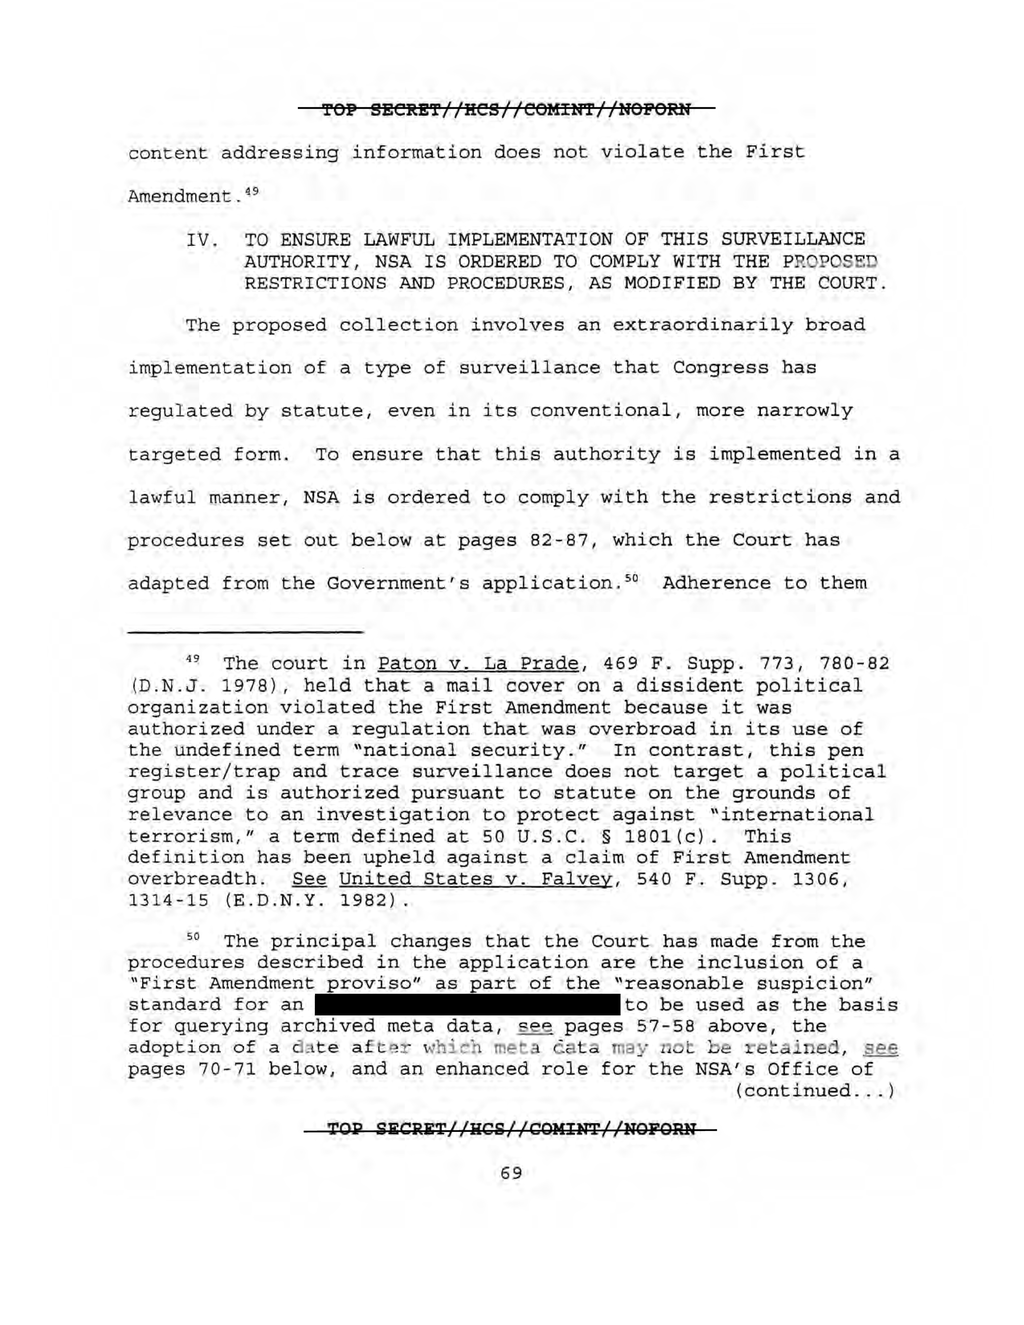 TOP SECRET//HCS//COMINT//NOFORN
content addressing information does not violate the First
Amendment.⁴⁹
IV. TO ENSURE LAWFUL IMPLEMENTATION OF THIS SURVEILLANCE
AUTHORITY, NSA IS ORDERED TO COMPLY WITH THE PROPOSED
RESTRICTIONS AND PROCEDURES, AS MODIFIED BY THE COURT.
The proposed collection involves an extraordinarily broad
implementation of a type of surveillance that Congress has
regulated by statute, even in its conventional, more narrowly
targeted form. To ensure that this authority is implemented in a
lawful manner, NSA is ordered to comply with the restrictions and
procedures set out below at pages 82-87, which the Court has
adapted from the Government's application.⁵⁰ Adherence to them
⁴⁹ The court in Paton v. La Prade, 469 F. Supp. 773, 780-82
(D.N.J. 1978), held that a mail cover on a dissident political
organization violated the First Amendment because it was
authorized under a regulation that was overbroad in its use of
the undefined term "national security." In contrast, this pen
register/trap and trace surveillance does not target a political
group and is authorized pursuant to statute on the grounds of
relevance to an investigation to protect against "international
terrorism," a term defined at 50 U.S.C. § 1801(c). This
definition has been upheld against a claim of First Amendment
overbreadth. See United States v. Falvey, 540 F. Supp. 1306,
1314-15 (E.D.N.Y. 1982).
⁵⁰ The principal changes that the Court has made from the
procedures described in the application are the inclusion of a
"First Amendment proviso" as part of the "reasonable suspicion"
standard for an to be used as the basis
for querying archived meta data, see pages 57-58 above, the
adoption of a date after which meta data may not be retained, see
pages 70-71 below, and an enhanced role for the NSA's Office of
(continued...)
TOP SECRET//HCS//COMINT//NOFORN
69